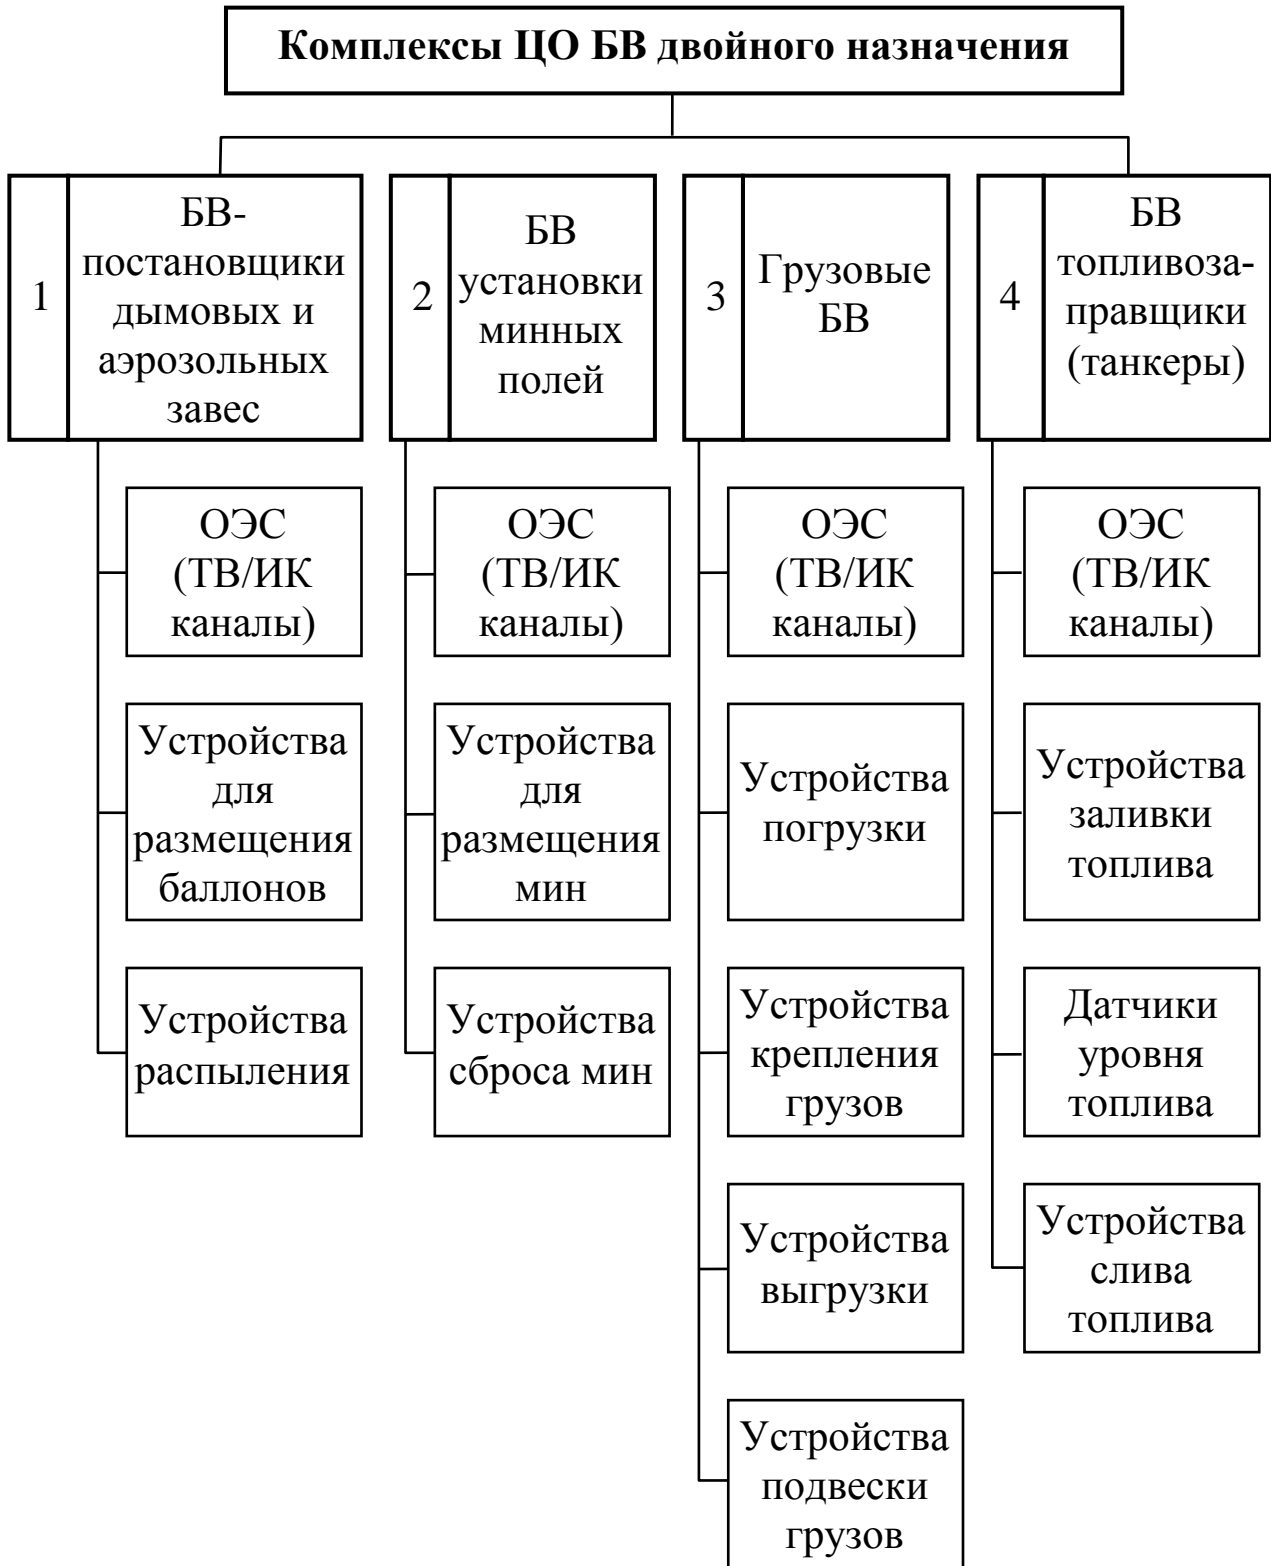 Комплексы ЦО БВ двойного назначения
1
БВ-
постановщики
дымовых и
аэрозольных
завес
2
БВ
установки
минных
полей
3
Грузовые
БВ
4
БВ
топливоза-
правщики
(танкеры)
ОЭС
(ТВ/ИК
каналы)
Устройства
для
размещения
баллонов
Устройства
распыления
ОЭС
(ТВ/ИК
каналы)
Устройства
для
размещения
мин
Устройства
сброса мин
ОЭС
(ТВ/ИК
каналы)
Устройства
погрузки
Устройства
крепления
грузов
Устройства
выгрузки
Устройства
подвески
грузов
ОЭС
(ТВ/ИК
каналы)
Устройства
заливки
топлива
Датчики
уровня
топлива
Устройства
слива
топлива